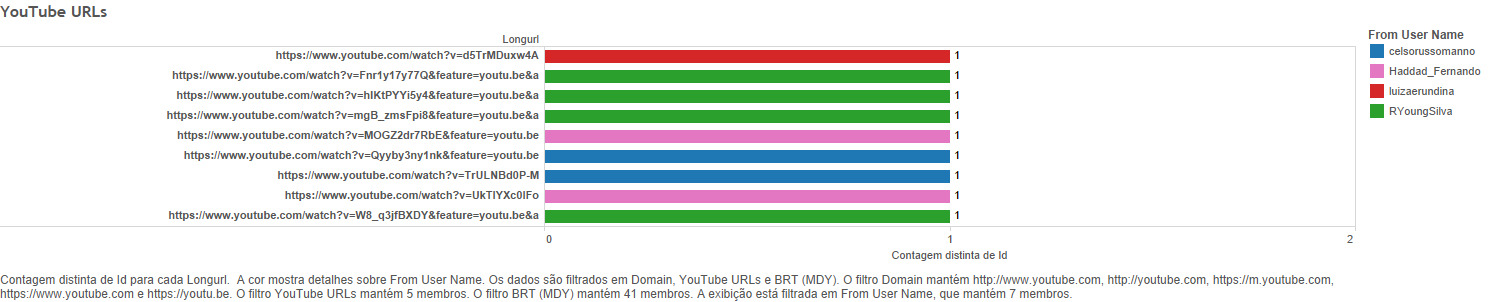 YouTube URLs
Longurl
From User Name
https://www.youtube.com/watch?v=d5TrMDuxw4A 1
https://www.youtube.com/watch?v=Fnr1y17y77Q&feature=youtu.be&a 1
https://www.youtube.com/watch?v=hlKtPYYi5y4&feature=youtu.be&a 1
https://www.youtube.com/watch?v=mgB_zmsFpi8&feature=youtu.be&a 1
https://www.youtube.com/watch?v=MOGZ2dr7RbE&feature=youtu.be 1
https://www.youtube.com/watch?v=Qyyby3ny1nk&feature=youtu.be 1
https://www.youtube.com/watch?v=TrULNBd0P-M 1
https://www.youtube.com/watch?v=UkTlYXc0lFo 1
https://www.youtube.com/watch?v=W8_q3jfBXDY&feature=youtu.be&a 1
celsorussomanno
Haddad_Fernando
luizaerundina
RYoungSilva
0 1 2
Contagem distinta de Id
Contagem distinta de Id para cada Longurl. A cor mostra detalhes sobre From User Name. Os dados são filtrados em Domain, YouTube URLs e BRT (MDY). O filtro Domain mantém http://www.youtube.com, http://youtube.com, https://m.youtube.com,
https://www.youtube.com e https://youtu.be. O filtro YouTube URLs mantém 5 membros. O filtro BRT (MDY) mantém 41 membros. A exibição está filtrada em From User Name, que mantém 7 membros.